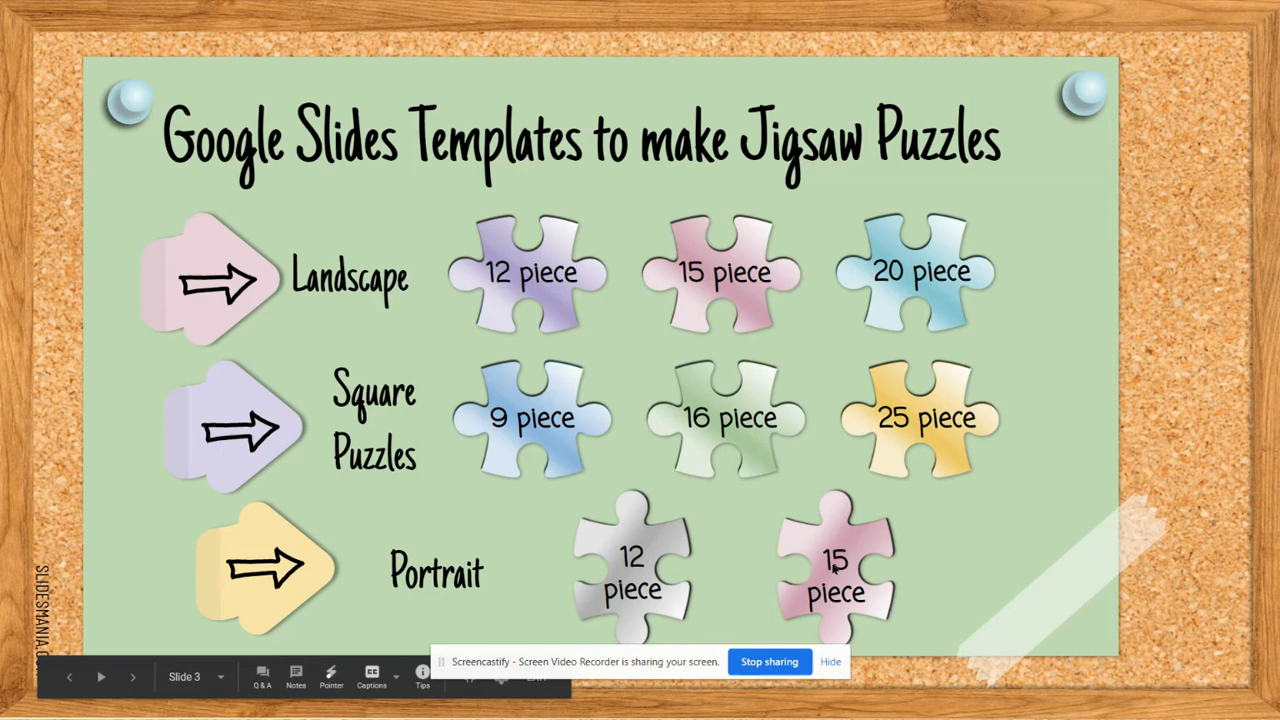 Google Slides Templates to make Jigsaw Puzzles
Landscape
12 piece
15 piece
20 piece
Square
Puzzles
9 piece
16 piece
25 piece
Portrait
12
piece
15
piece
SLIDESMANIA.
Screencastify - Screen Video Recorder is sharing your screen.
Stop sharing
Hide
Slide 3
Q & A
Notes
Pointer
Captions
Tips